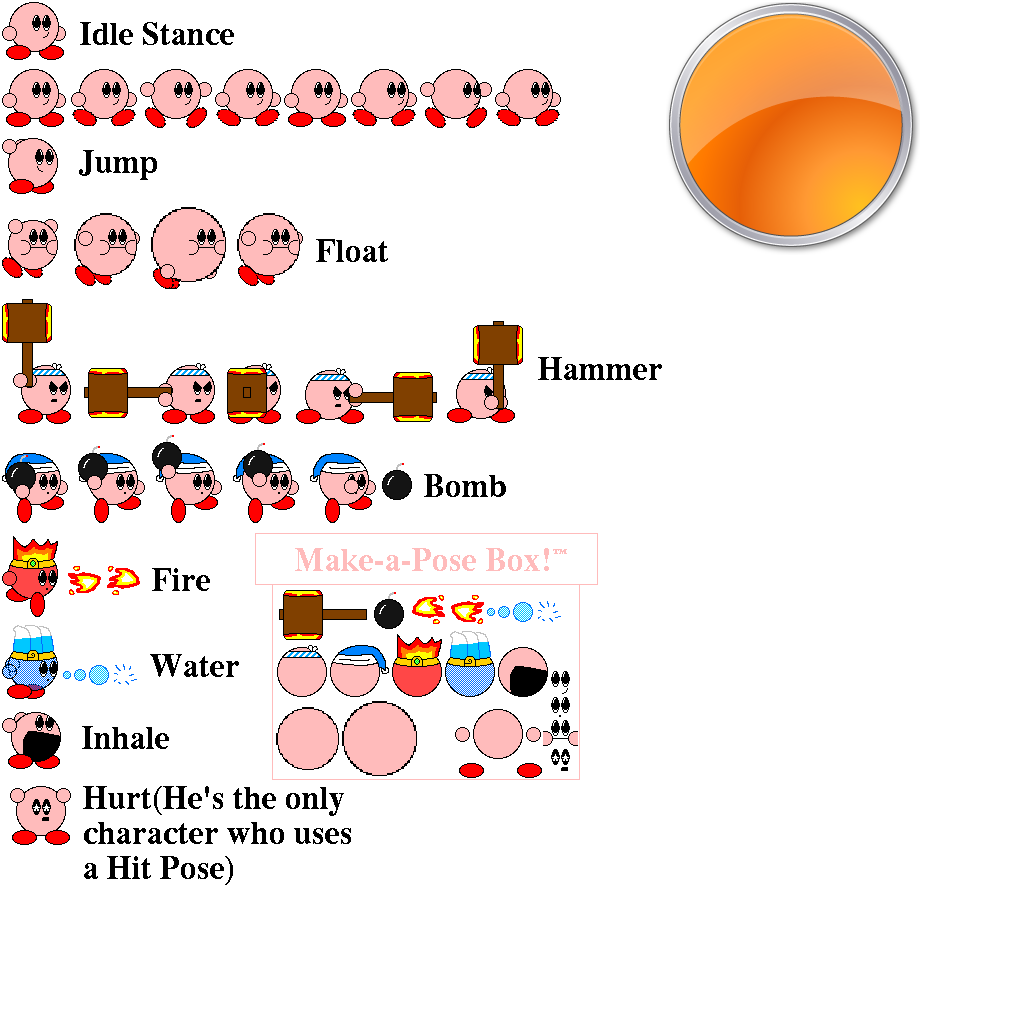 Idle Stance
Jump
Float
Hammer
Bomb
Make-a-Pose Box!™
Fire
Water
Inhale
Hurt(He's the only
character who uses
a Hit Pose)